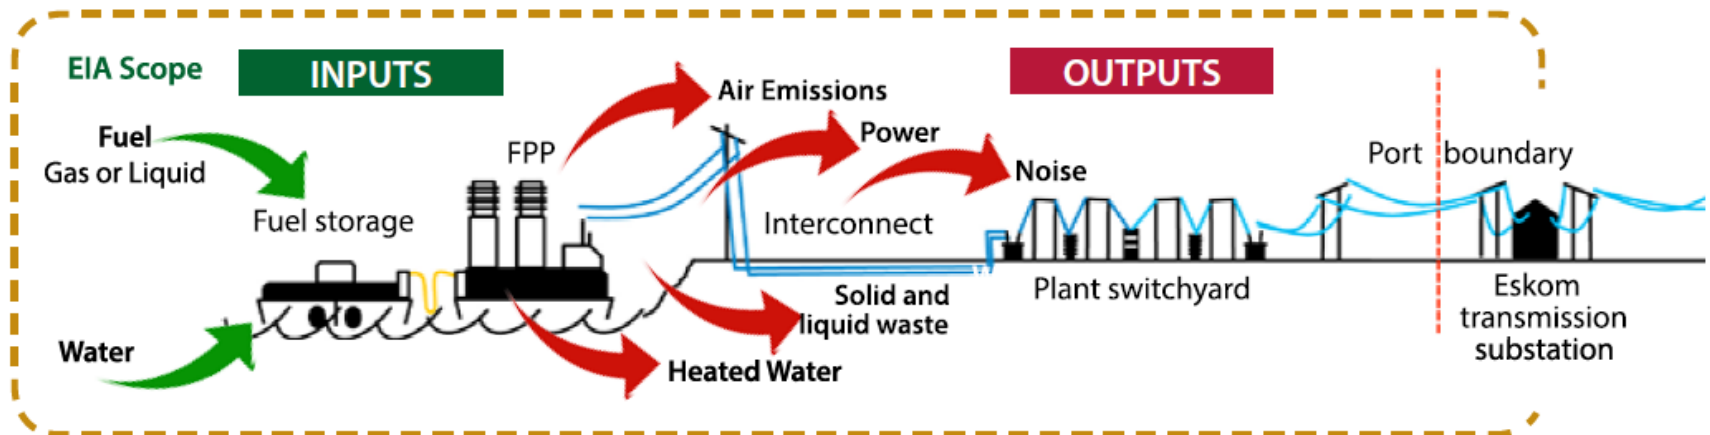 EIA Scope
INPUTS
OUTPUTS
Fuel
Gas or Liquid
Fuel storage
FPP
Air Emissions
Power
Noise
Interconnect
Port boundary
Water
Solid and
liquid waste
Heated Water
Plant switchyard
Eskom
transmission
substation